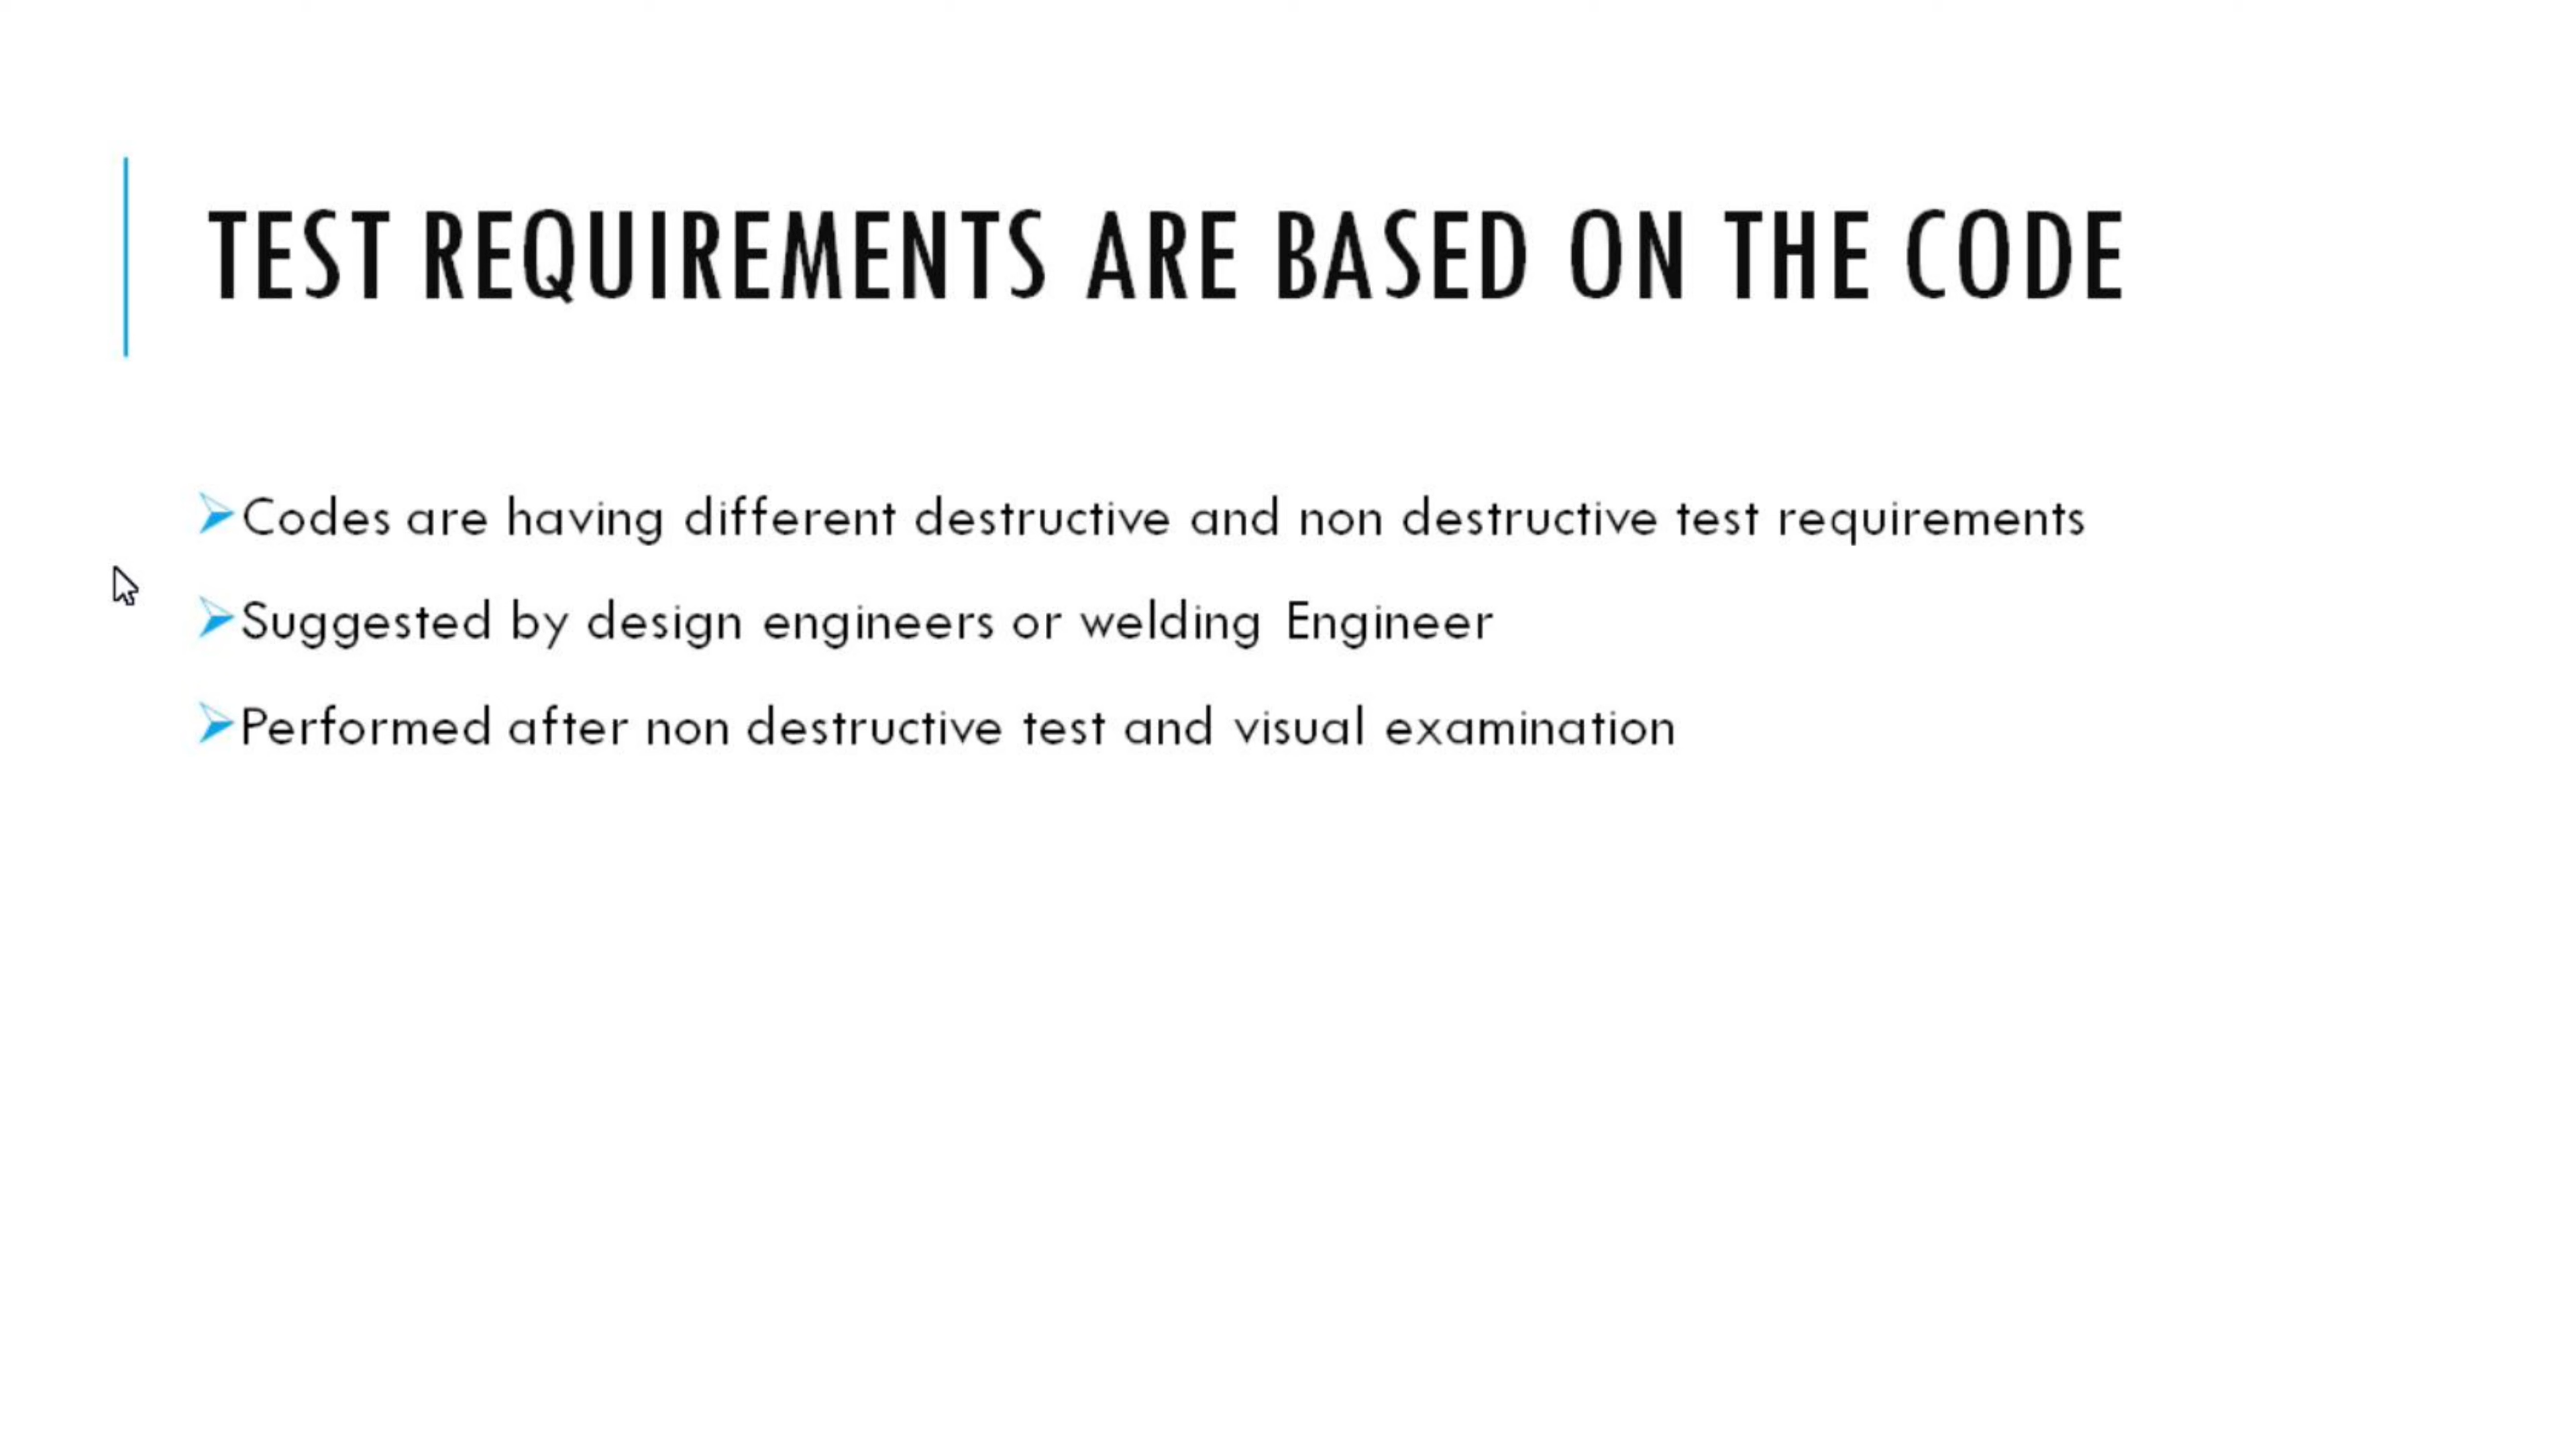 TEST REQUIREMENTS ARE BASED ON THE CODE
Codes are having different destructive and non destructive test requirements
Suggested by design engineers or welding Engineer
Performed after non destructive test and visual examination